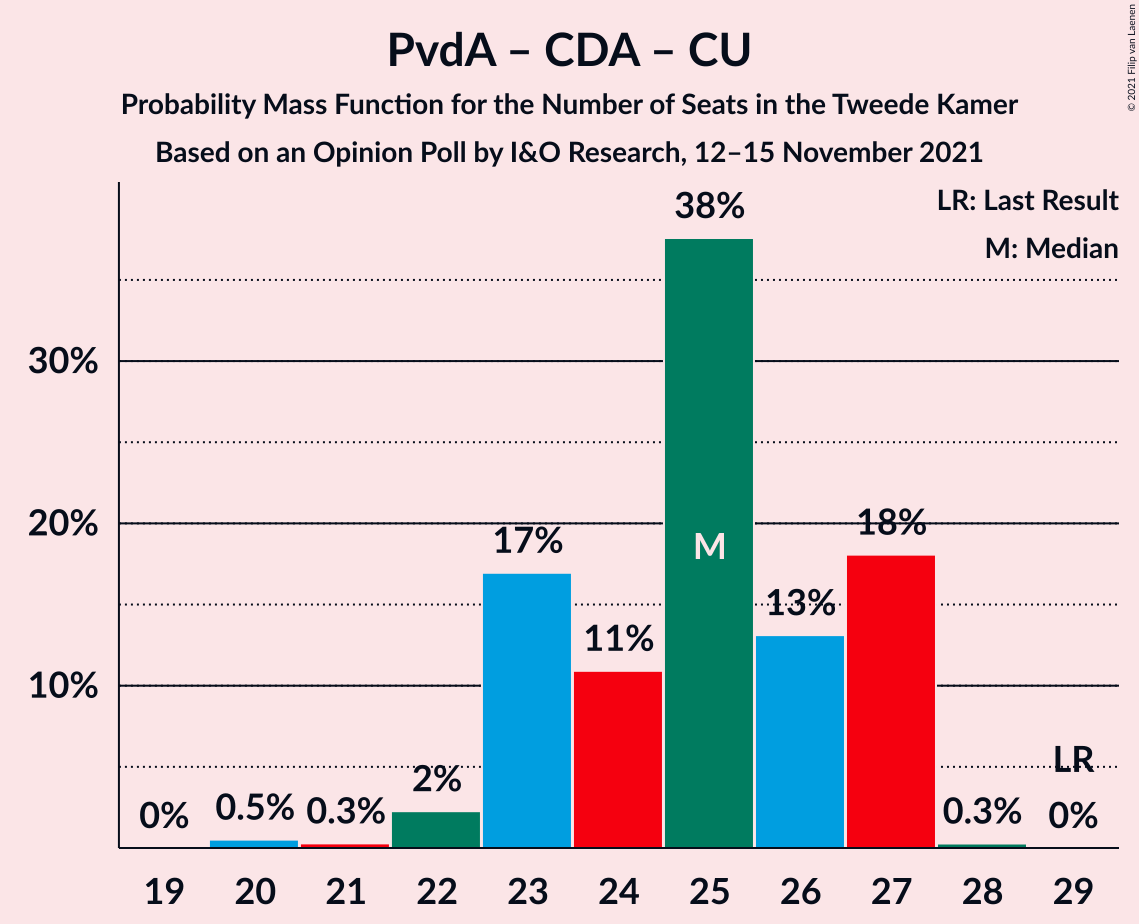 PvdA – CDA – CU
Probability Mass Function for the Number of Seats in the Tweede Kamer
Based on an Opinion Poll by I&O Research, 12–15 November 2021
© 2021 Filip van Laenen
LR: Last Result
M: Median
38%
30%
20%
10%
0%
0.5%
0.3%
2%
17%
11%
M
13%
18%
0.3%
LR
0%
19 20 21 22 23 24 25 26 27 28 29